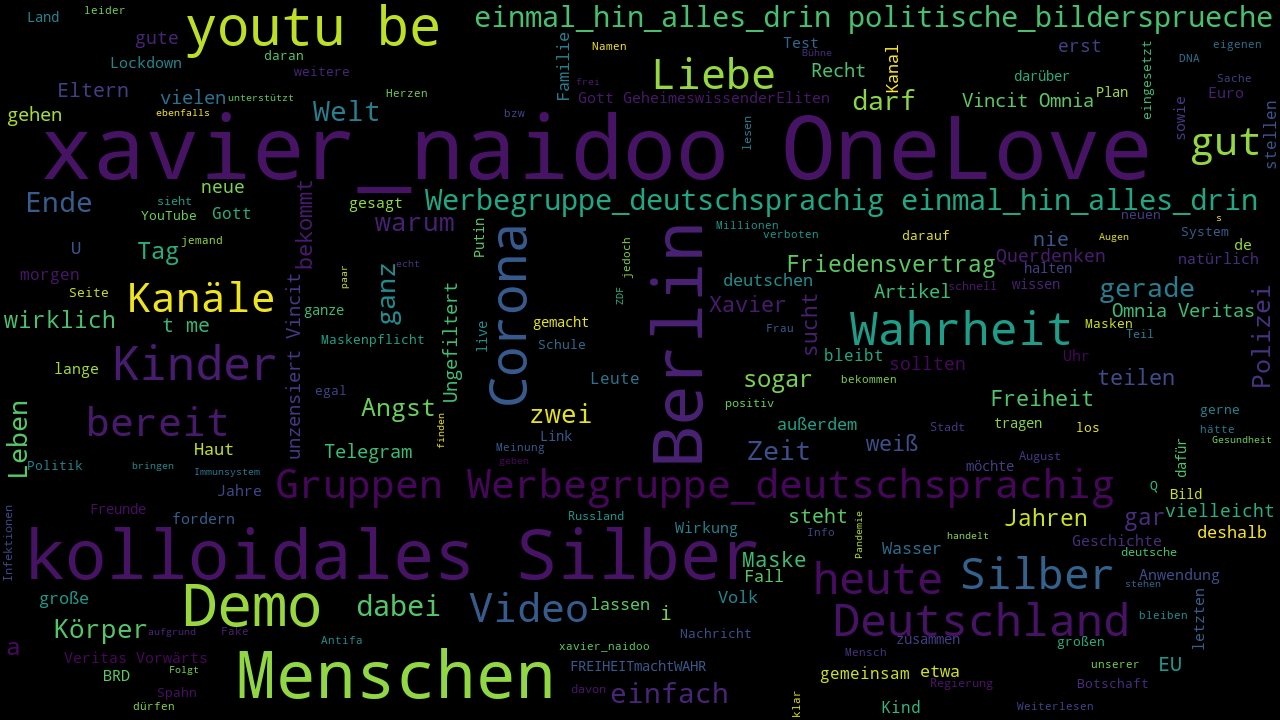 Land
leider
youtu be
einmal_hin_alles_drin politische_bildersprueche
gute
Lockdown
daran
weitere
Familie
Namen
Liebe
Test
Bühne
Recht
Kanal
erst
darüber
eingesetzt
eigenen
DNA
Sache
Eltern
vielen
unterstützt
Herzen
frei
Gott GeheimeswissenderEliten
darf
Vincit Omnia
Plan
sowie
Euro
stellen
gehen
ebenfalls
Welt
bzw
lesen
xavier_naidoo OneLove
gut
Ende
neue
sieht
YouTube
Gott
bekommt
gesagt
Werbegruppe_deutschsprachig einmal_hin_alles_drin
warum
Putin
Corona
jedoch
Berlin
Millionen
verboten
darauf
neuen
s
System
de
U
Tag
jemand
nie
Augen
natürlich
morgen
Seite
Kanäle
paar
ganz
echt
ZDF
deutschen
Friedensvertrag
Querdenken
halten
wissen
schnell
gerade
Polizei
wirklich
t me
unzensiert Vincit
ganze
Maskenpflicht
Ungefiltert
live
gemacht
Schule
Xavier
Frau
sucht
Artikel
Wahrheit
Masken
Omnia Veritas
Teil
lange
Kinder
egal
Leute
sogar
bleibt
bekommen
sollten
Uhr
teilen
Leben
bereit
Angst
finden
zwei
Link
Meinung
geben
positiv
außerdem
Freiheit
tragen
Stadt
los
gerne
hätte
Gesundheit
Politik
bringen
Haut
Immunsystem
Telegram
Zeit
weiß
möchte
August
dafür
Jahre
Gruppen Werbegruppe_deutschsprachig
Q
Bild
Infektionen
Freunde
fordern
Russland
Wirkung
steht
Info
Pandemie
Wasser
handelt
Jahren
gar
Geschichte
vielleicht
deutsche
deshalb
kolloidales Silber
Maske
Fall
heute
Silber
Anwendung
stehen
große
Demo
dabei
Video
lassen
i
Volk
Deutschland
bleiben
letzten
Körper
aufgrund
Fake
Antifa
xavier_naidoo
Nachricht
zusammen
Mensch
großen
a
Veritas Vorwärts
BRD
Folgt
Spahn
dürfen
Menschen
FREIHEITmachtWAHR
davon
einfach
klar
gemeinsam
etwa
Regierung
Kind
unserer
Botschaft
EU
Weiterlesen